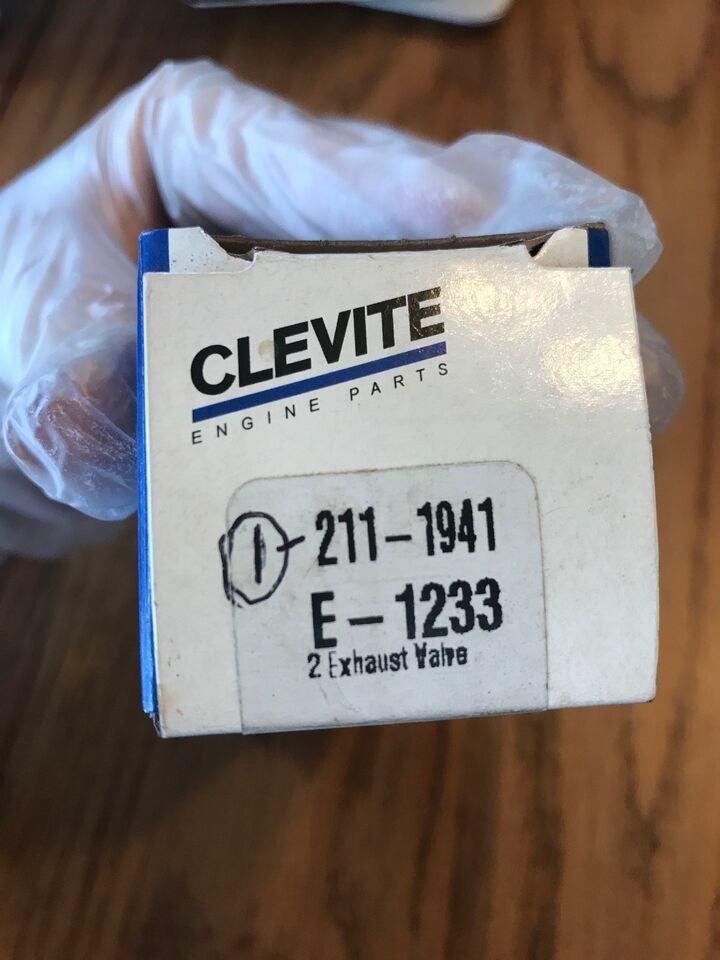 CLEVITE
ENGINE PARTS
1 - 211-1941
E-1233
2 Exhaust Valve